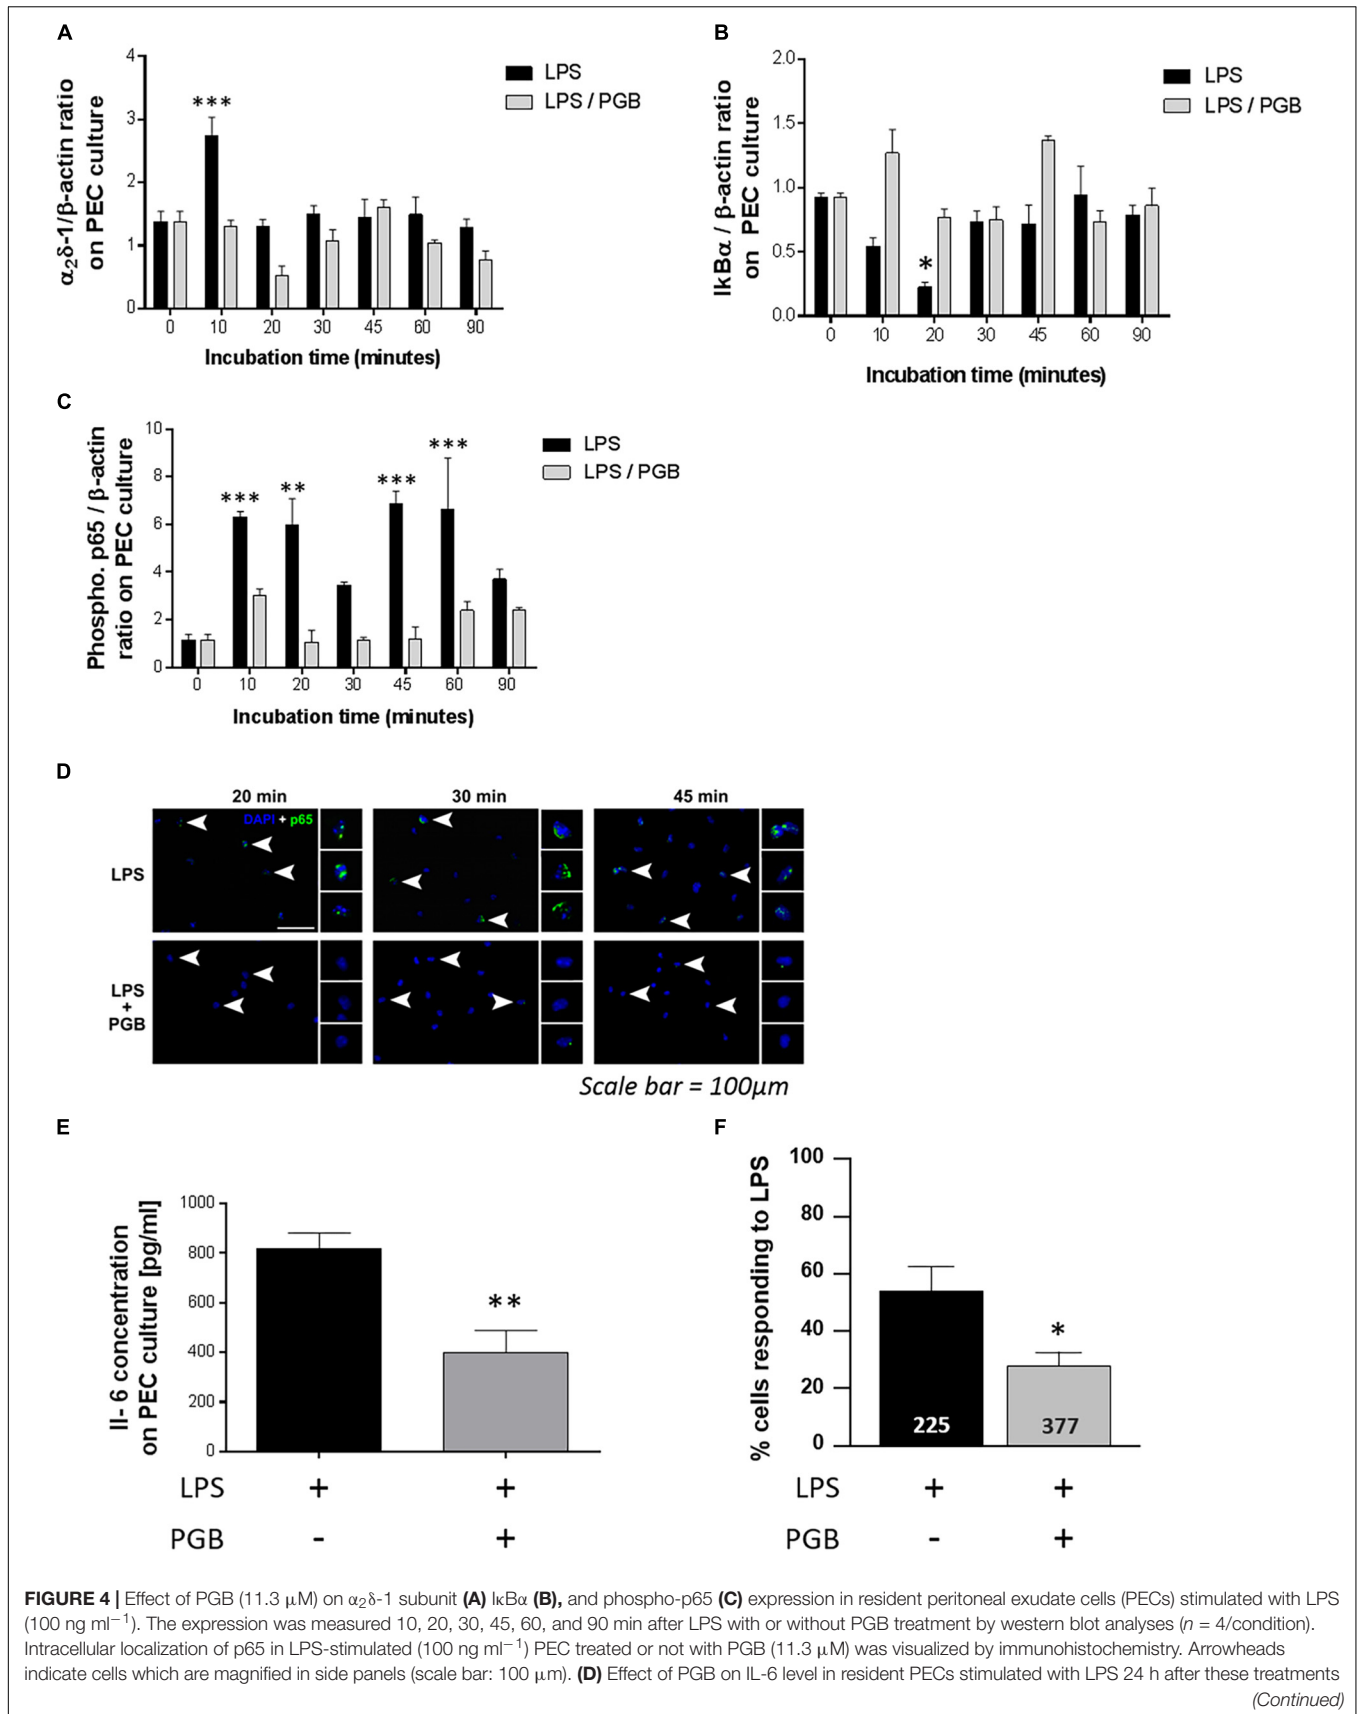 A
4
3
2
1
0
α2δ-1/β-actin ratio
on PEC culture
***
LPS
LPS / PGB
0 10 20 30 45 60 90
Incubation time (minutes)
B
2.0
1.5
1.0
0.5
0.0
IκBα / β-actin ratio
on PEC culture
*
LPS
LPS / PGB
0 10 20 30 45 60 90
Incubation time (minutes)
C
10
8
6
4
2
0
Phospho. p65 / β-actin
ratio on PEC culture
*** ** *** ***
LPS
LPS / PGB
0 10 20 30 45 60 90
Incubation time (minutes)
D
20 min 30 min 45 min
DAPI + p65
LPS
LPS
+
PGB
Scale bar = 100μm
E
1000
800
600
400
200
0
Il- 6 concentration
on PEC culture [pg/ml]
**
LPS + +
PGB - +
F
100
80
60
40
20
0
% cells responding to LPS
*
225 377
LPS + +
PGB - +
FIGURE 4 | Effect of PGB (11.3 μM) on α2δ-1 subunit (A) IκBα (B), and phospho-p65 (C) expression in resident peritoneal exudate cells (PECs) stimulated with LPS
(100 ng ml−1). The expression was measured 10, 20, 30, 45, 60, and 90 min after LPS with or without PGB treatment by western blot analyses (n = 4/condition).
Intracellular localization of p65 in LPS-stimulated (100 ng ml−1) PEC treated or not with PGB (11.3 μM) was visualized by immunohistochemistry. Arrowheads
indicate cells which are magnified in side panels (scale bar: 100 μm). (D) Effect of PGB on IL-6 level in resident PECs stimulated with LPS 24 h after these treatments
(Continued)